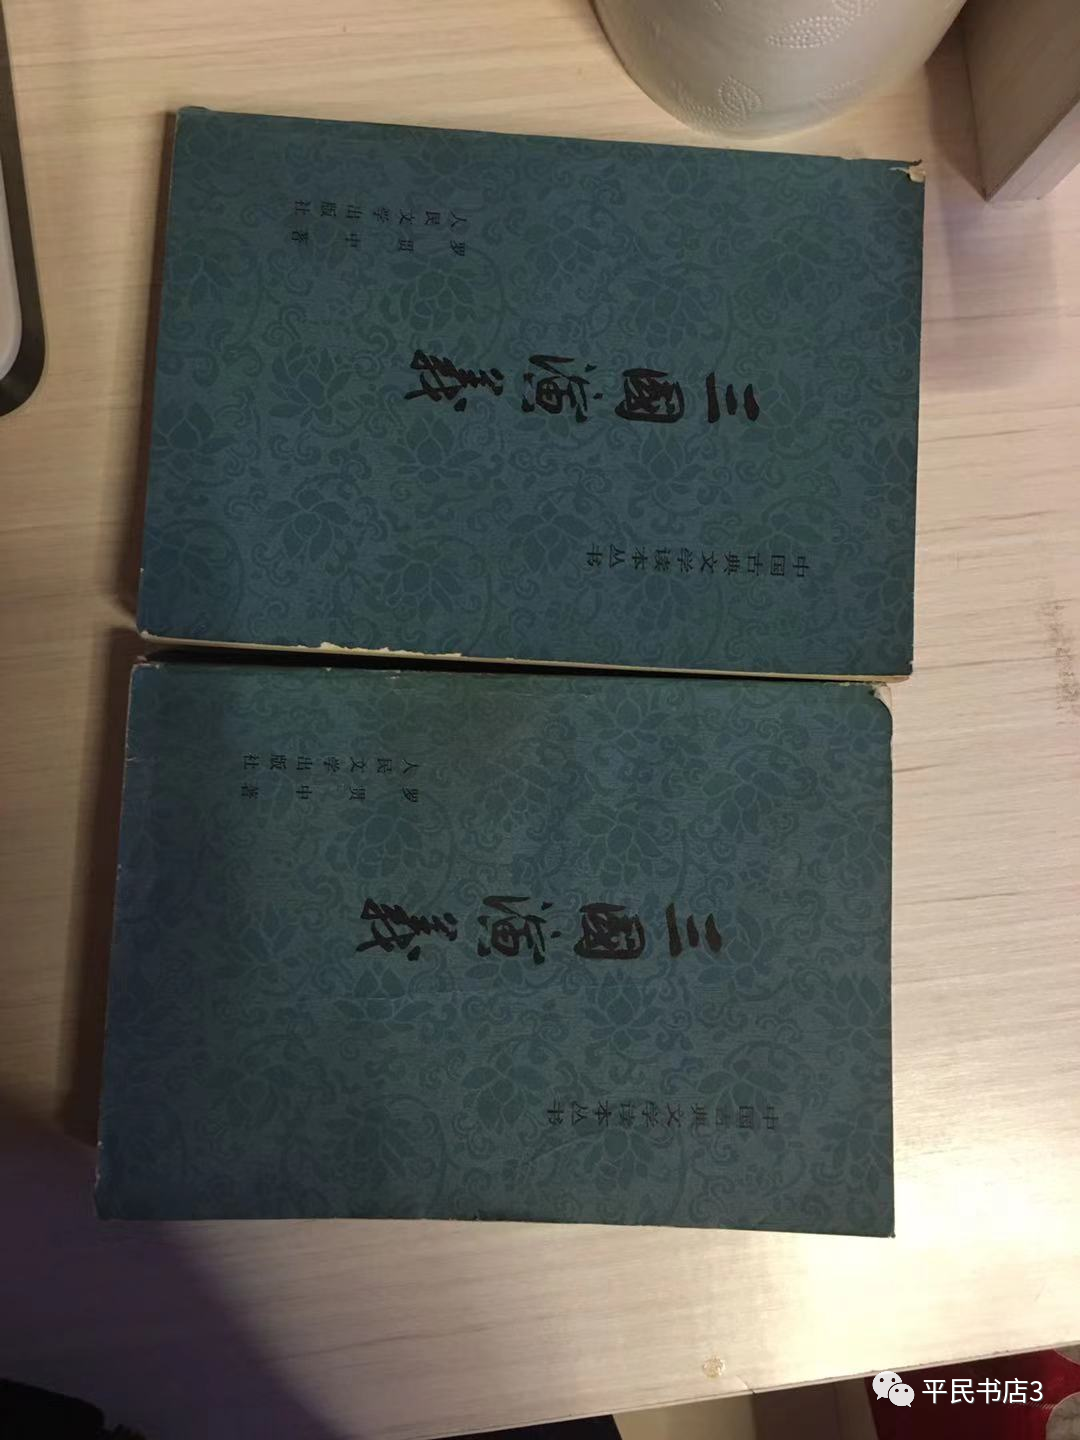 中国古典文学读本丛书
三國演義
罗贯中著
人民文学出版社
中国古典文学读本丛书
三國演義
罗贯中著
人民文学出版社
平民书店3